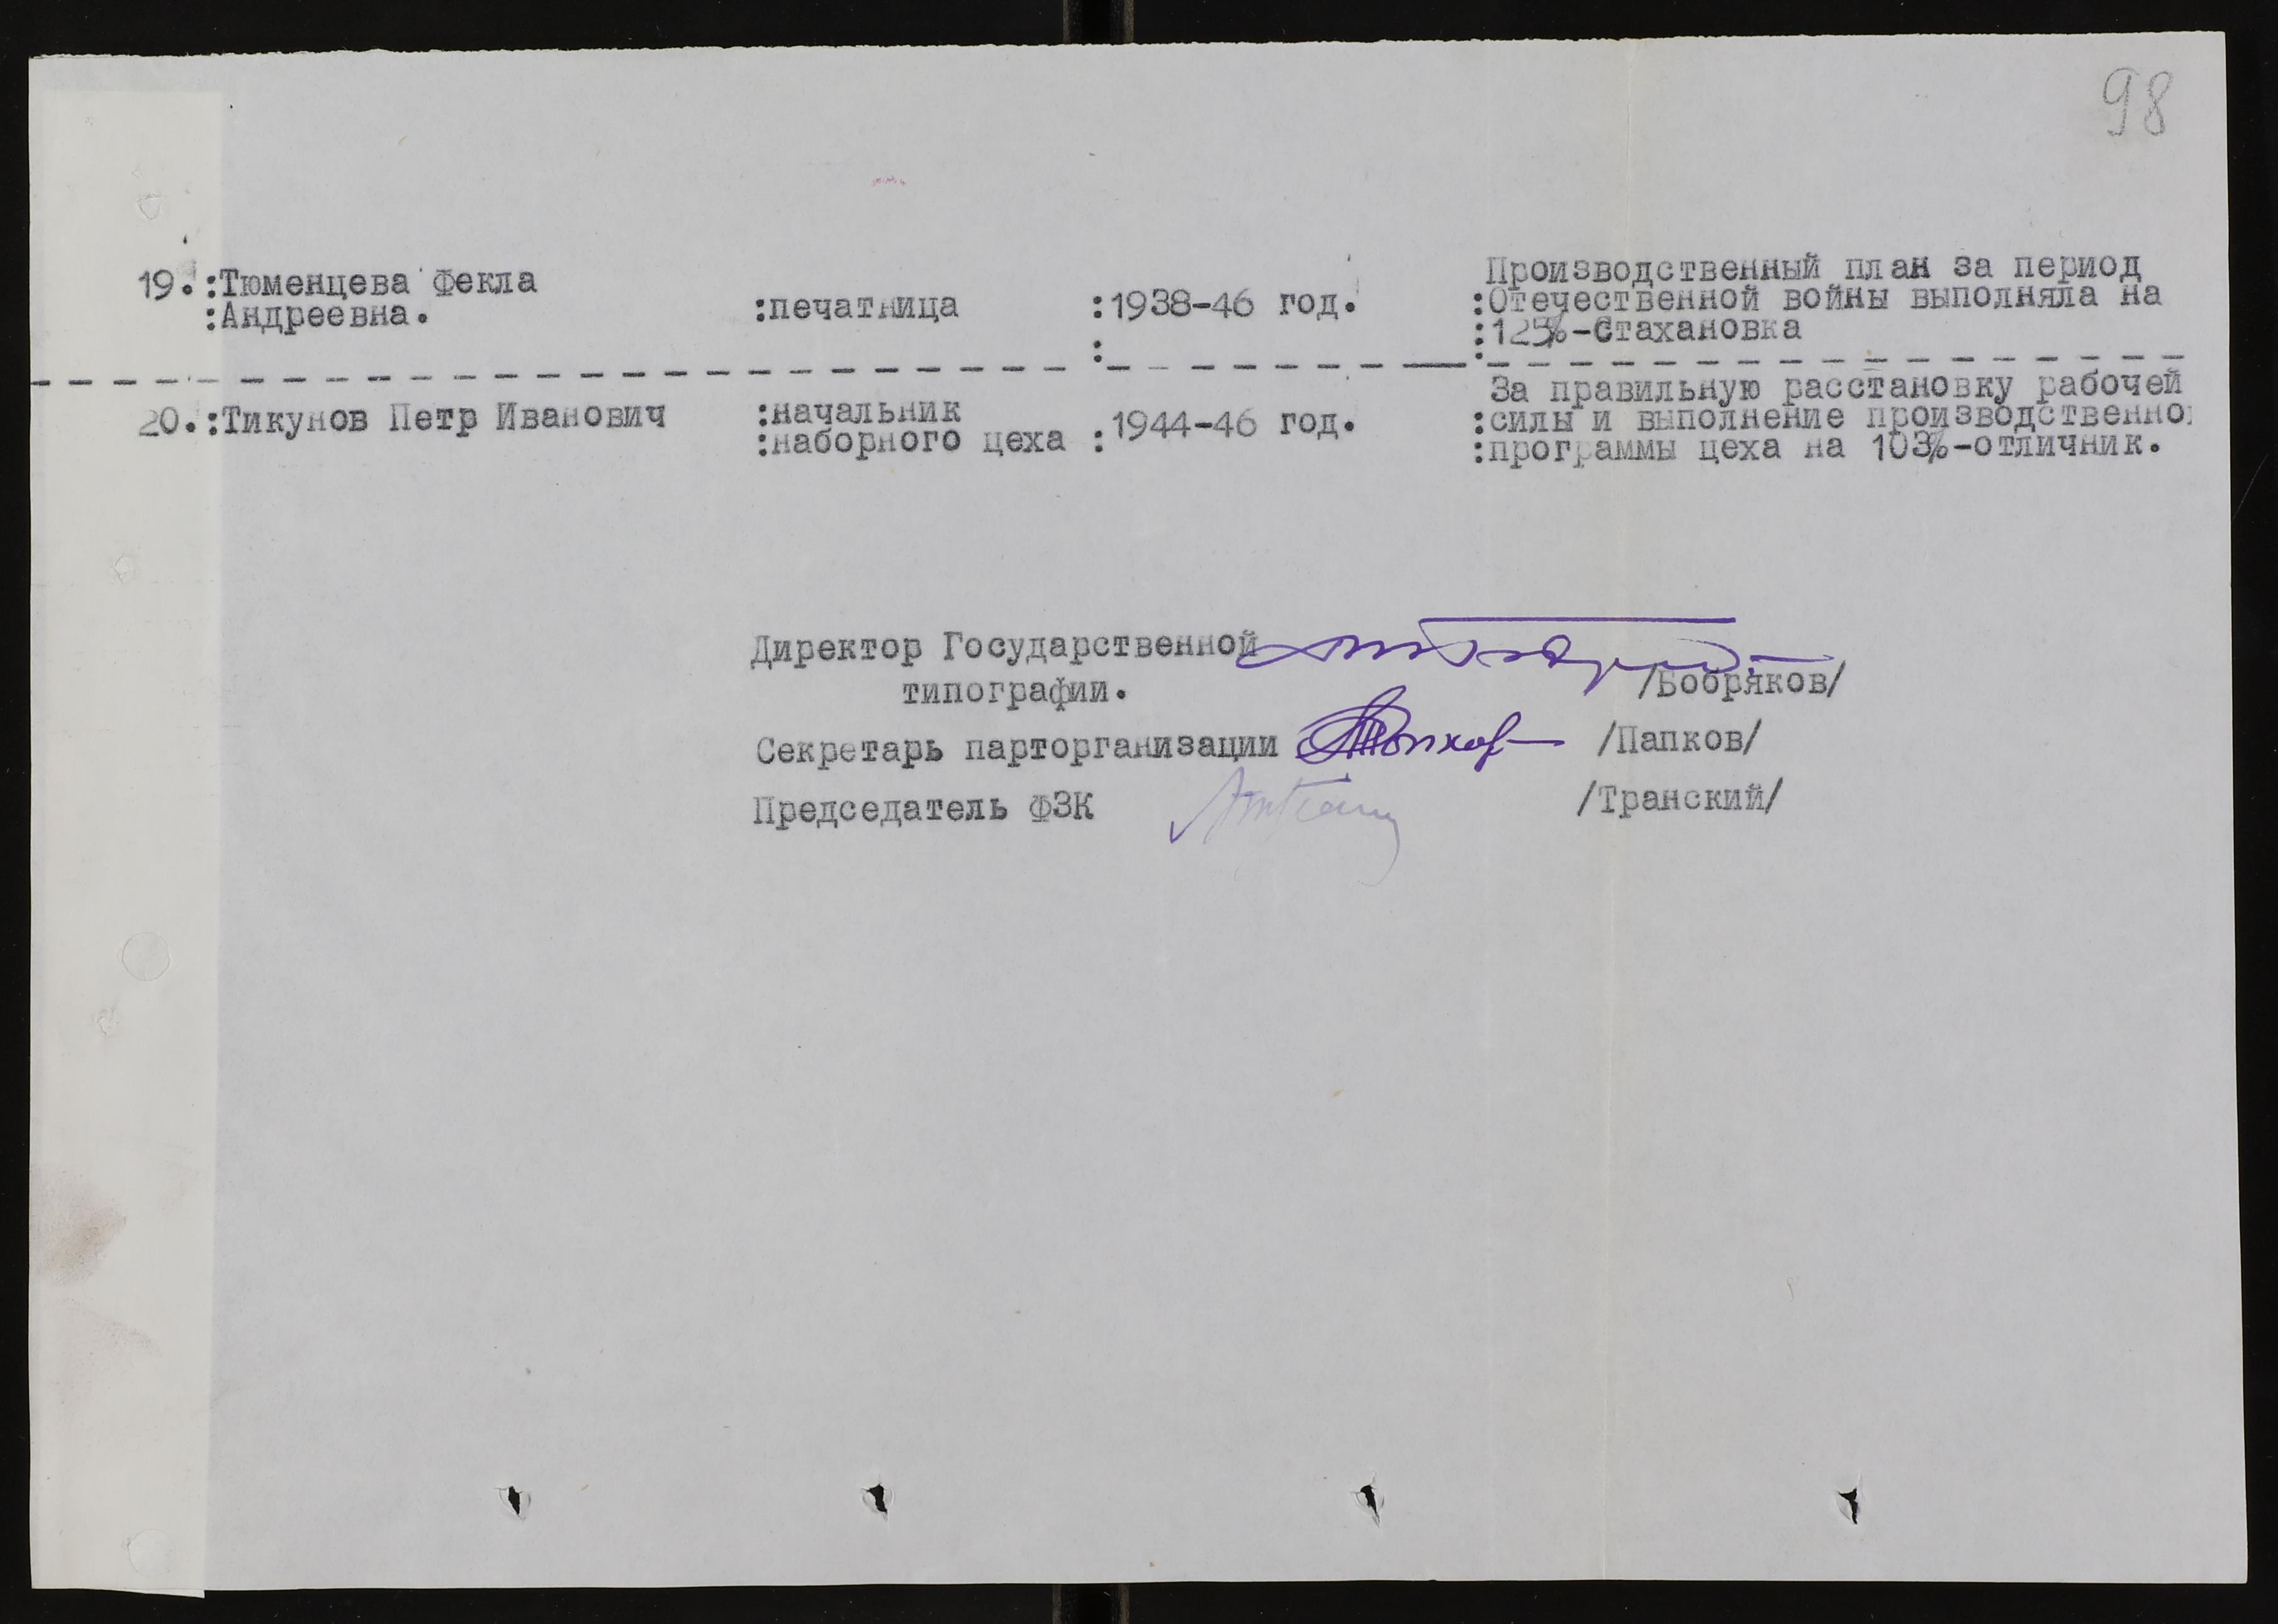 98
19.:Тюменцева Фекла
:Андреевна.
:печатница
:1938-46 год.
Производственный план за период
:Отечественной войны выполняла на
:125%-Стахановка
20.:Тикунов Петр Иванович
:начальник
:наборного цеха
:1944-46 год.
За правильную расстановку рабочей
:силы и выполнение производственно
:программы цеха на 103%-отличник.
Директор Государственной
типографии.
/Бобряков/
Секретарь парторганизации
/Папков/
Председатель ФЗК
/Транский/